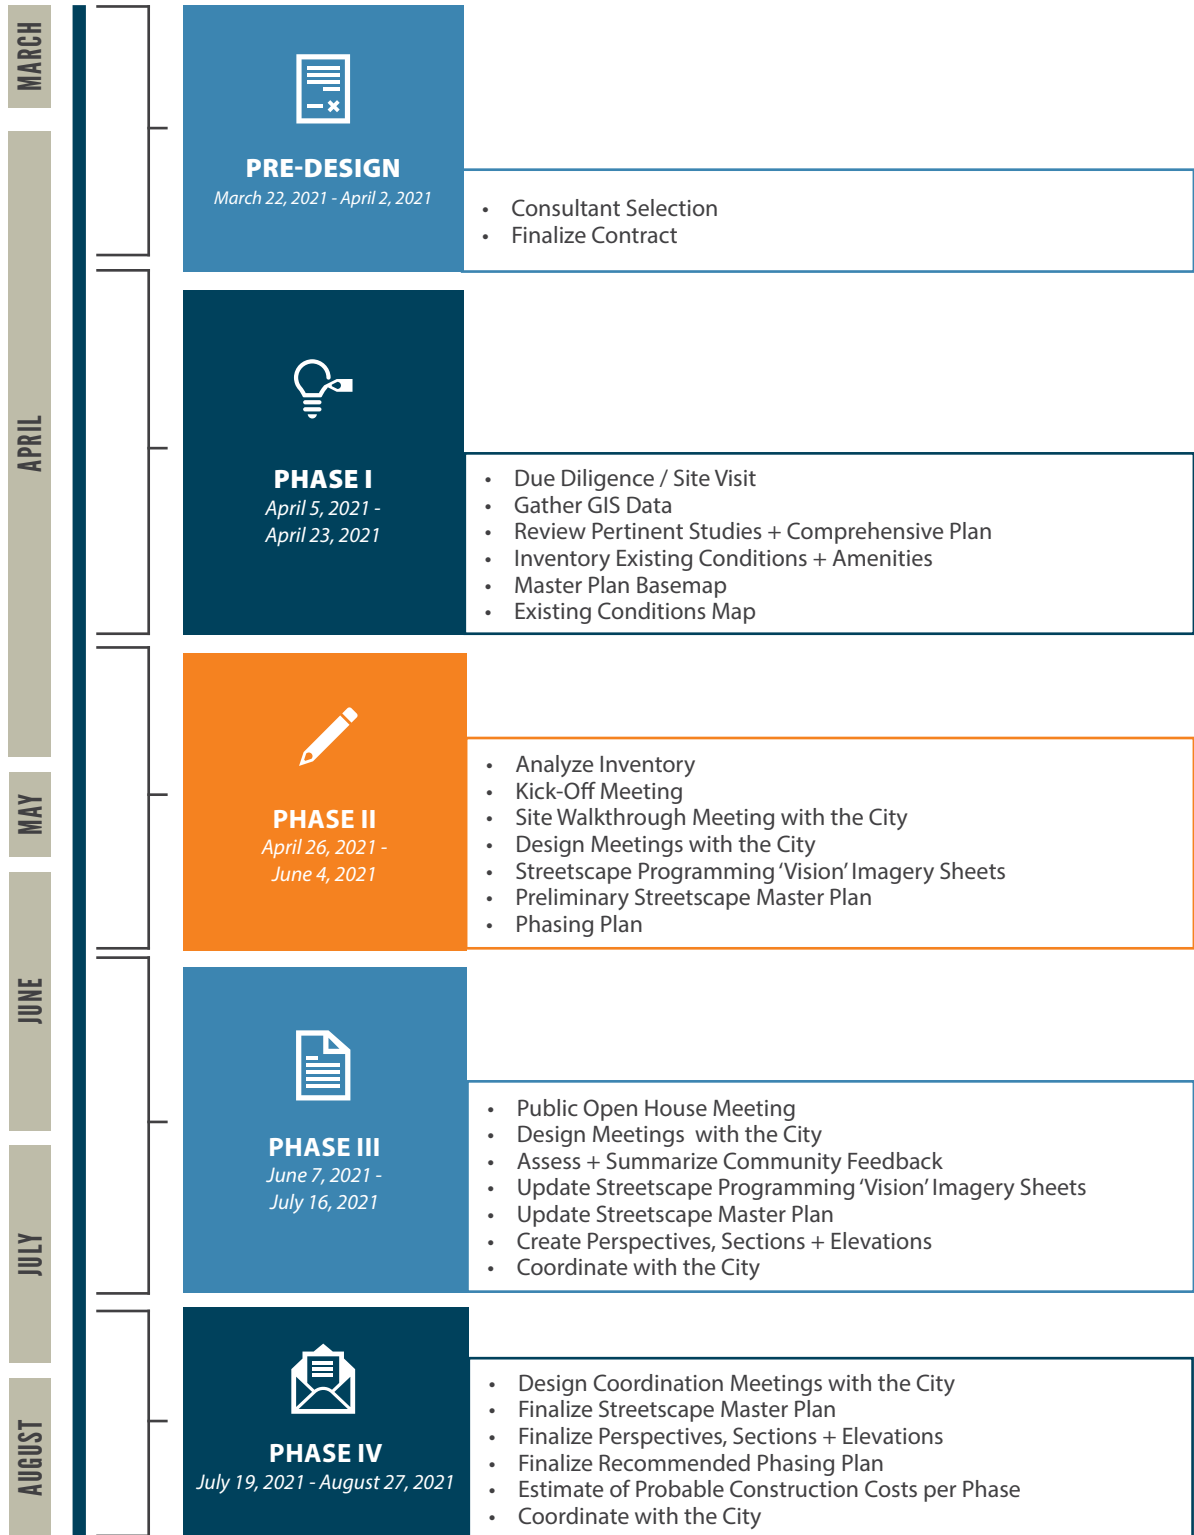 MARCH
PRE-DESIGN
March 22, 2021 - April 2, 2021
• Consultant Selection
• Finalize Contract
APRIL
PHASE I
April 5, 2021 -
April 23, 2021
• Due Diligence / Site Visit
• Gather GIS Data
• Review Pertinent Studies + Comprehensive Plan
• Inventory Existing Conditions + Amenities
• Master Plan Basemap
• Existing Conditions Map
MAY
PHASE II
April 26, 2021 -
June 4, 2021
• Analyze Inventory
• Kick-Off Meeting
• Site Walkthrough Meeting with the City
• Design Meetings with the City
• Streetscape Programming ‘Vision’ Imagery Sheets
• Preliminary Streetscape Master Plan
• Phasing Plan
JUNE
PHASE III
June 7, 2021 -
July 16, 2021
• Public Open House Meeting
• Design Meetings with the City
• Assess + Summarize Community Feedback
• Update Streetscape Programming ‘Vision’ Imagery Sheets
• Update Streetscape Master Plan
• Create Perspectives, Sections + Elevations
• Coordinate with the City
JULY
AUGUST
PHASE IV
July 19, 2021 - August 27, 2021
• Design Coordination Meetings with the City
• Finalize Streetscape Master Plan
• Finalize Perspectives, Sections + Elevations
• Finalize Recommended Phasing Plan
• Estimate of Probable Construction Costs per Phase
• Coordinate with the City